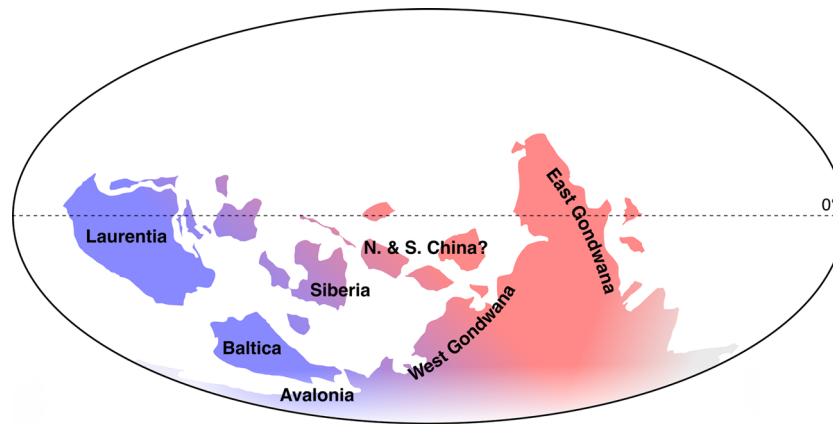 0°
Laurentia
N. & S. China?
East Gondwana
Siberia
West Gondwana
Baltica
Avalonia